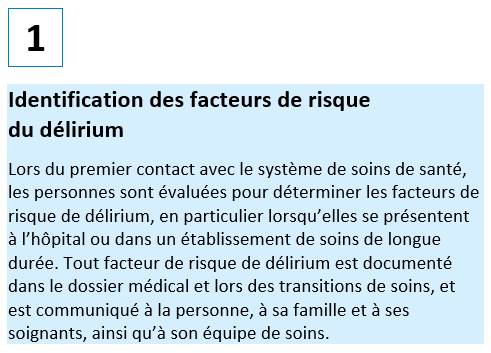 1
Identification des facteurs de risque
du délirium
Lors du premier contact avec le système de soins de santé,
les personnes sont évaluées pour déterminer les facteurs de
risque de délirium, en particulier lorsqu’elles se présentent
à l’hôpital ou dans un établissement de soins de longue
durée. Tout facteur de risque de délirium est documenté
dans le dossier médical et lors des transitions de soins, et
est communiqué à la personne, à sa famille et à ses
soignants, ainsi qu’à son équipe de soins.